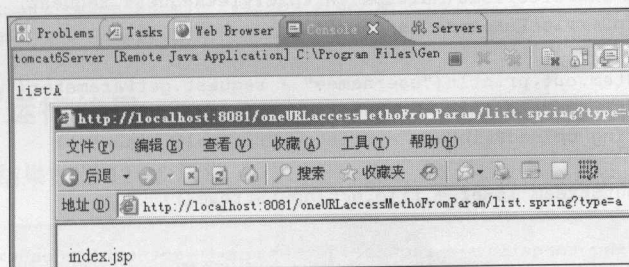 Problems Tasks Web Browser Console Servers
tomcat6Server [Remote Java Application] C:\Program Files\Gen
listA
http://localhost:8081/oneURLaccessMethoFromParam/list.spring?type=
文件(F) 编辑(E) 查看(V) 收藏(A) 工具(T) 帮助(H)
后退 搜索 收藏夹
地址(D) http://localhost:8081/oneURLaccessMethoFromParam/list.spring?type=a
index.jsp